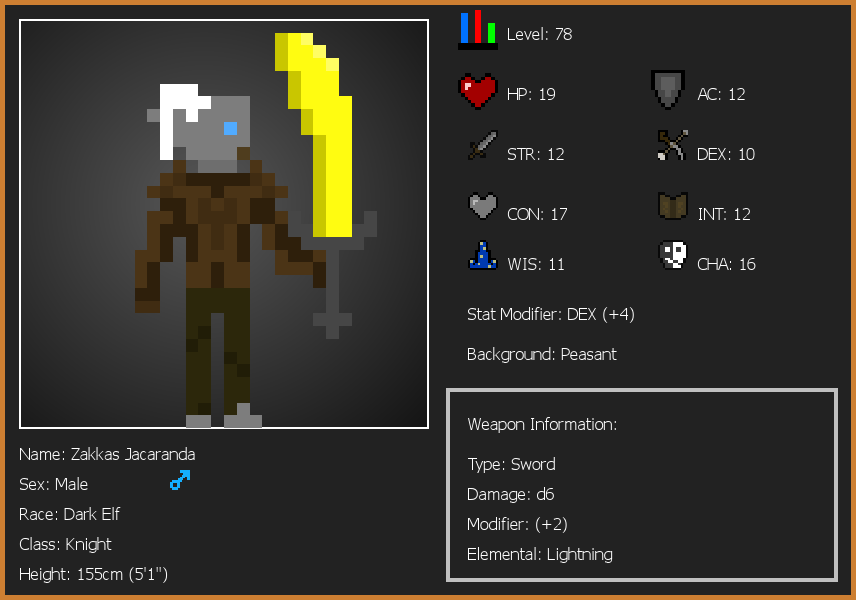 Level: 78
HP: 19
AC: 12
STR: 12
DEX: 10
CON: 17
INT: 12
WIS: 11
CHA: 16
Stat Modifier: DEX (+4)
Background: Peasant
Weapon Information:
Type: Sword
Damage: d6
Modifier: (+2)
Elemental: Lightning
Name: Zakkas Jacaranda
Sex: Male
Race: Dark Elf
Class: Knight
Height: 155cm (5'1")